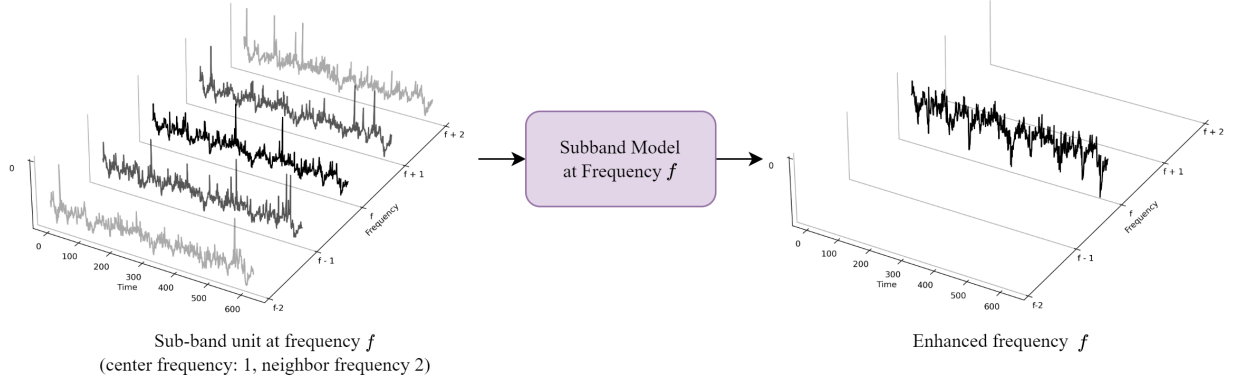 0
0
100
200
300
400
500
600
Time
f-2
f - 1
f
f + 1
f + 2
Frequency
Sub-band unit at frequency f
(center frequency: 1, neighbor frequency 2)
Subband Model
at Frequency f
0
0
100
200
300
400
500
600
Time
f-2
f - 1
f
f + 1
f + 2
Frequency
Enhanced frequency f